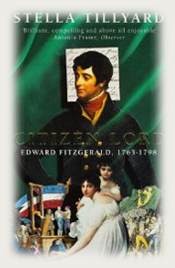 STELLA TILLYARD
'Brilliant, compelling and above all enjoyable'
Antonia Fraser, Observer
CITIZEN LORD
EDWARD FITZGERALD, 1763-1798